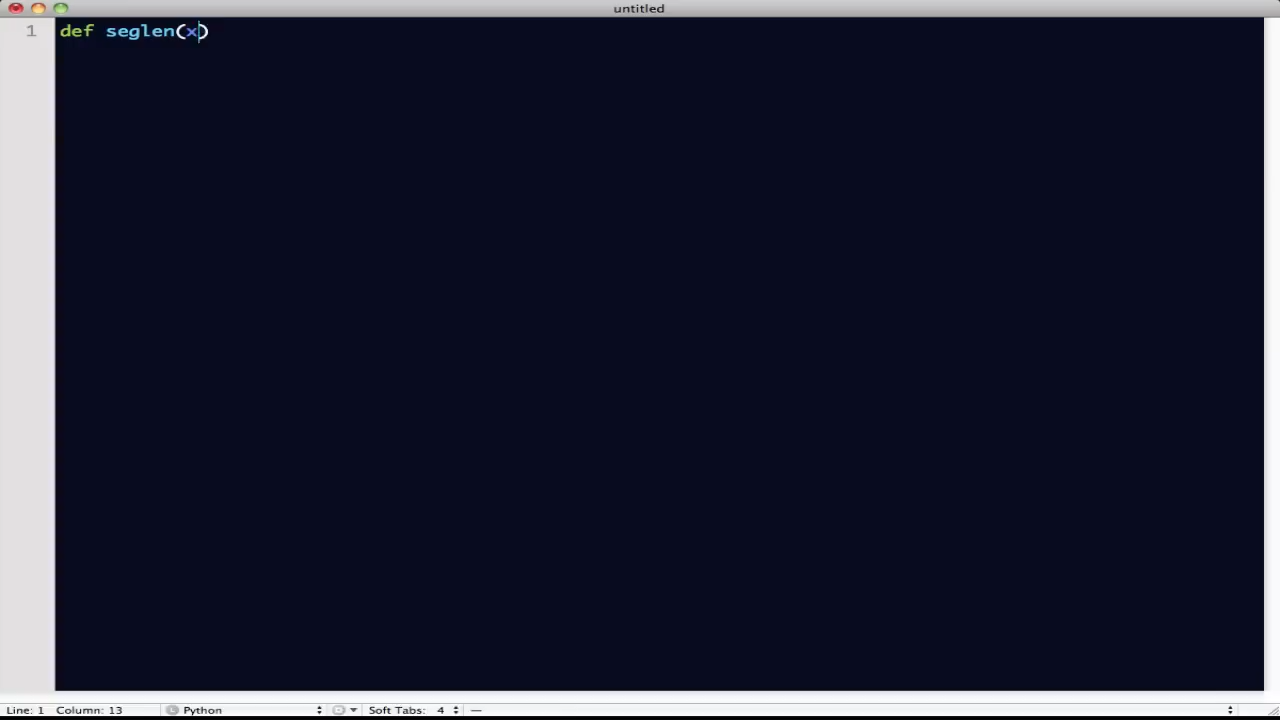 untitled
1 def seglen(x)
Line: 1 Column: 13 L Python Soft Tabs: 4 —